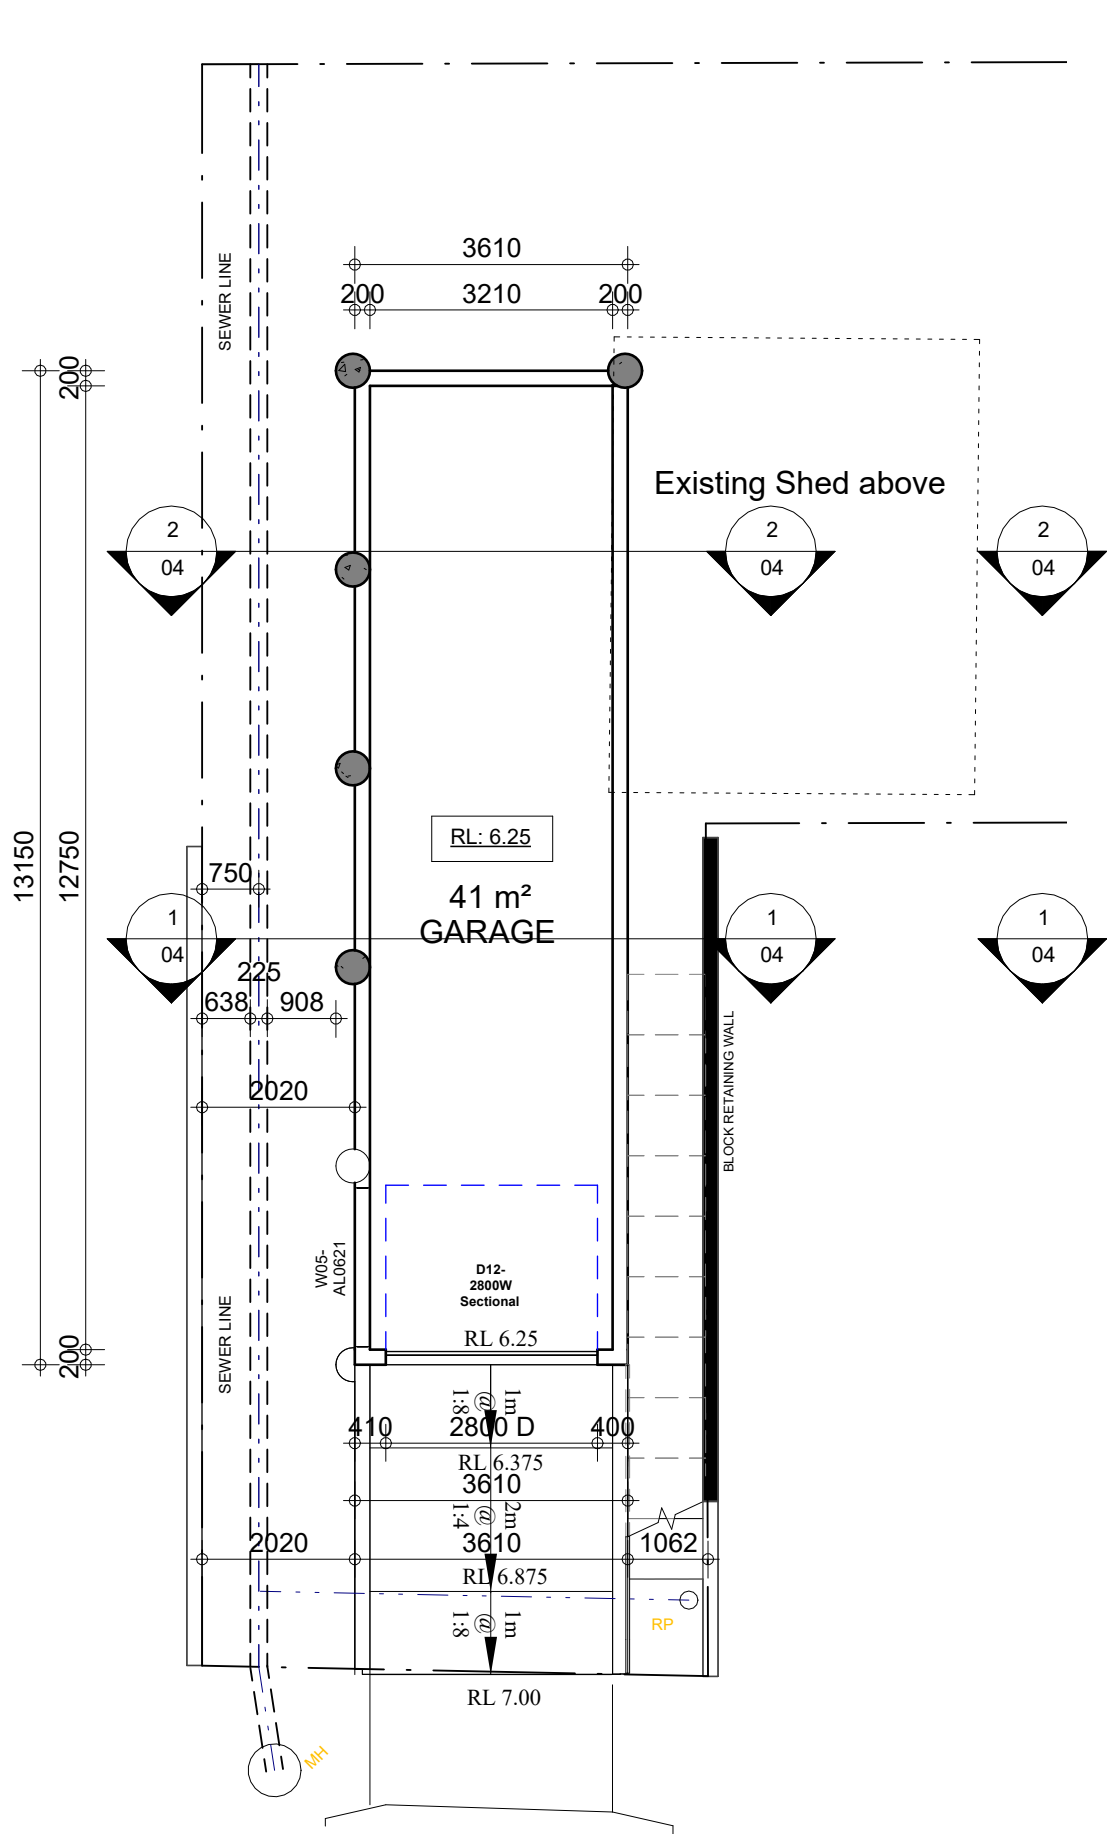 3610
200 3210 200
SEWER LINE
200
Existing Shed above
2
04
2
04
2
04
13150
12750
RL: 6.25
41 m²
GARAGE
750
1
04
1
04
1
04
225
638 908
2020
BLOCK RETAINING WALL
W05-
AL0621
D12-
2800W
Sectional
RL 6.25
SEWER LINE
200
1m
@
1:8
410 2800 D 400
RL 6.375
3610
2m
@
1:4
2020 3610 1062
RL 6.875
1m
@
1:8
RP
RL 7.00
MH